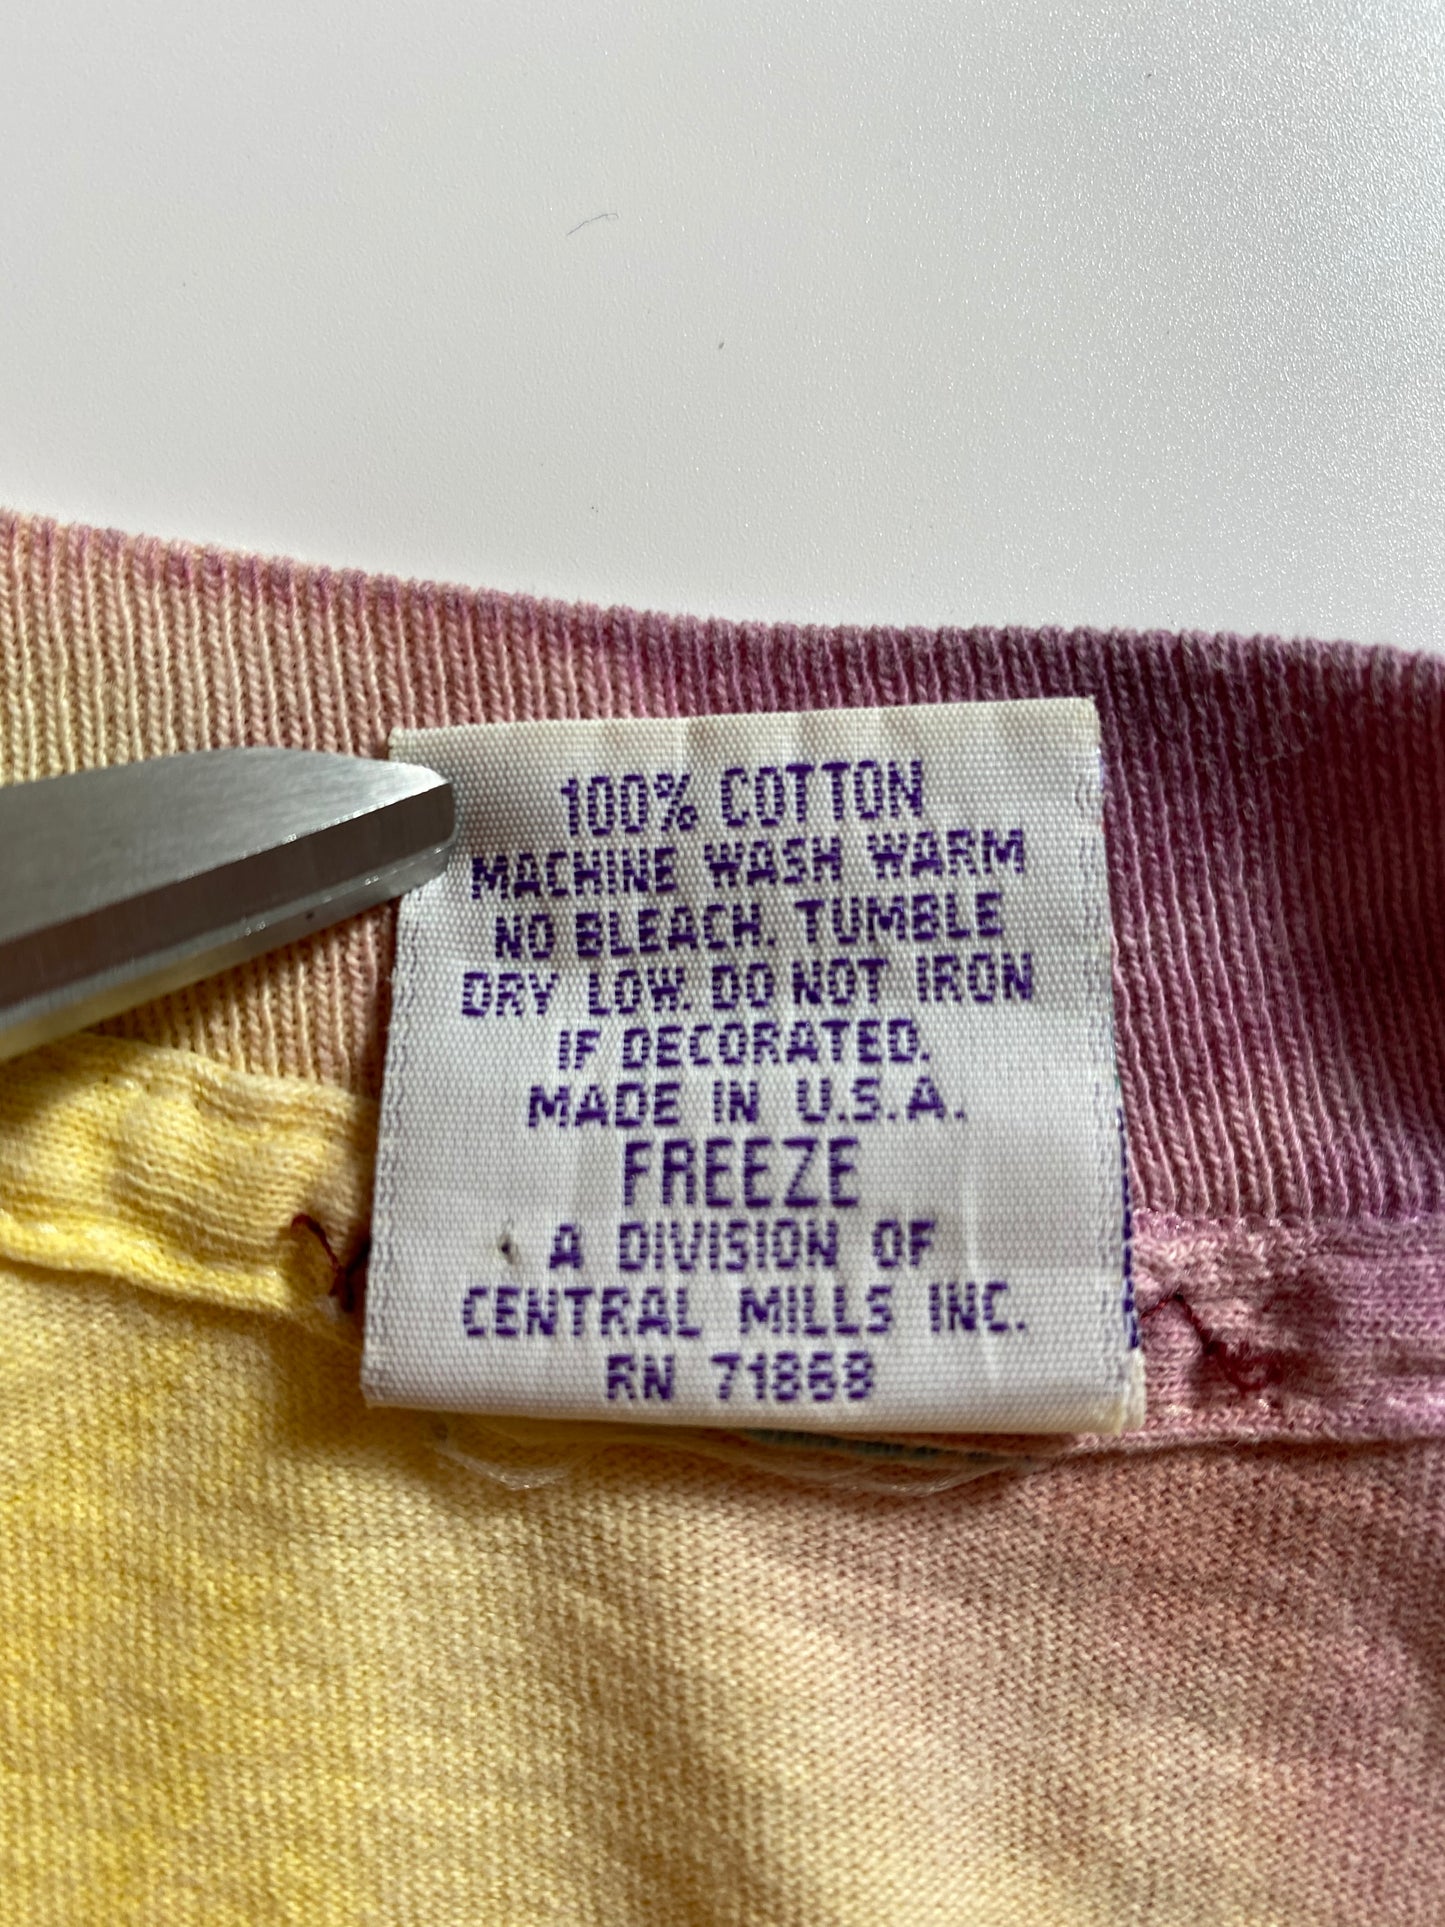 100% COTTON
MACHINE WASH WARM
NO BLEACH. TUMBLE
DRY LOW. DO NOT IRON
IF DECORATED.
MADE IN U.S.A.
FREEZE
A DIVISION OF
CENTRAL MILLS INC.
RN 71868